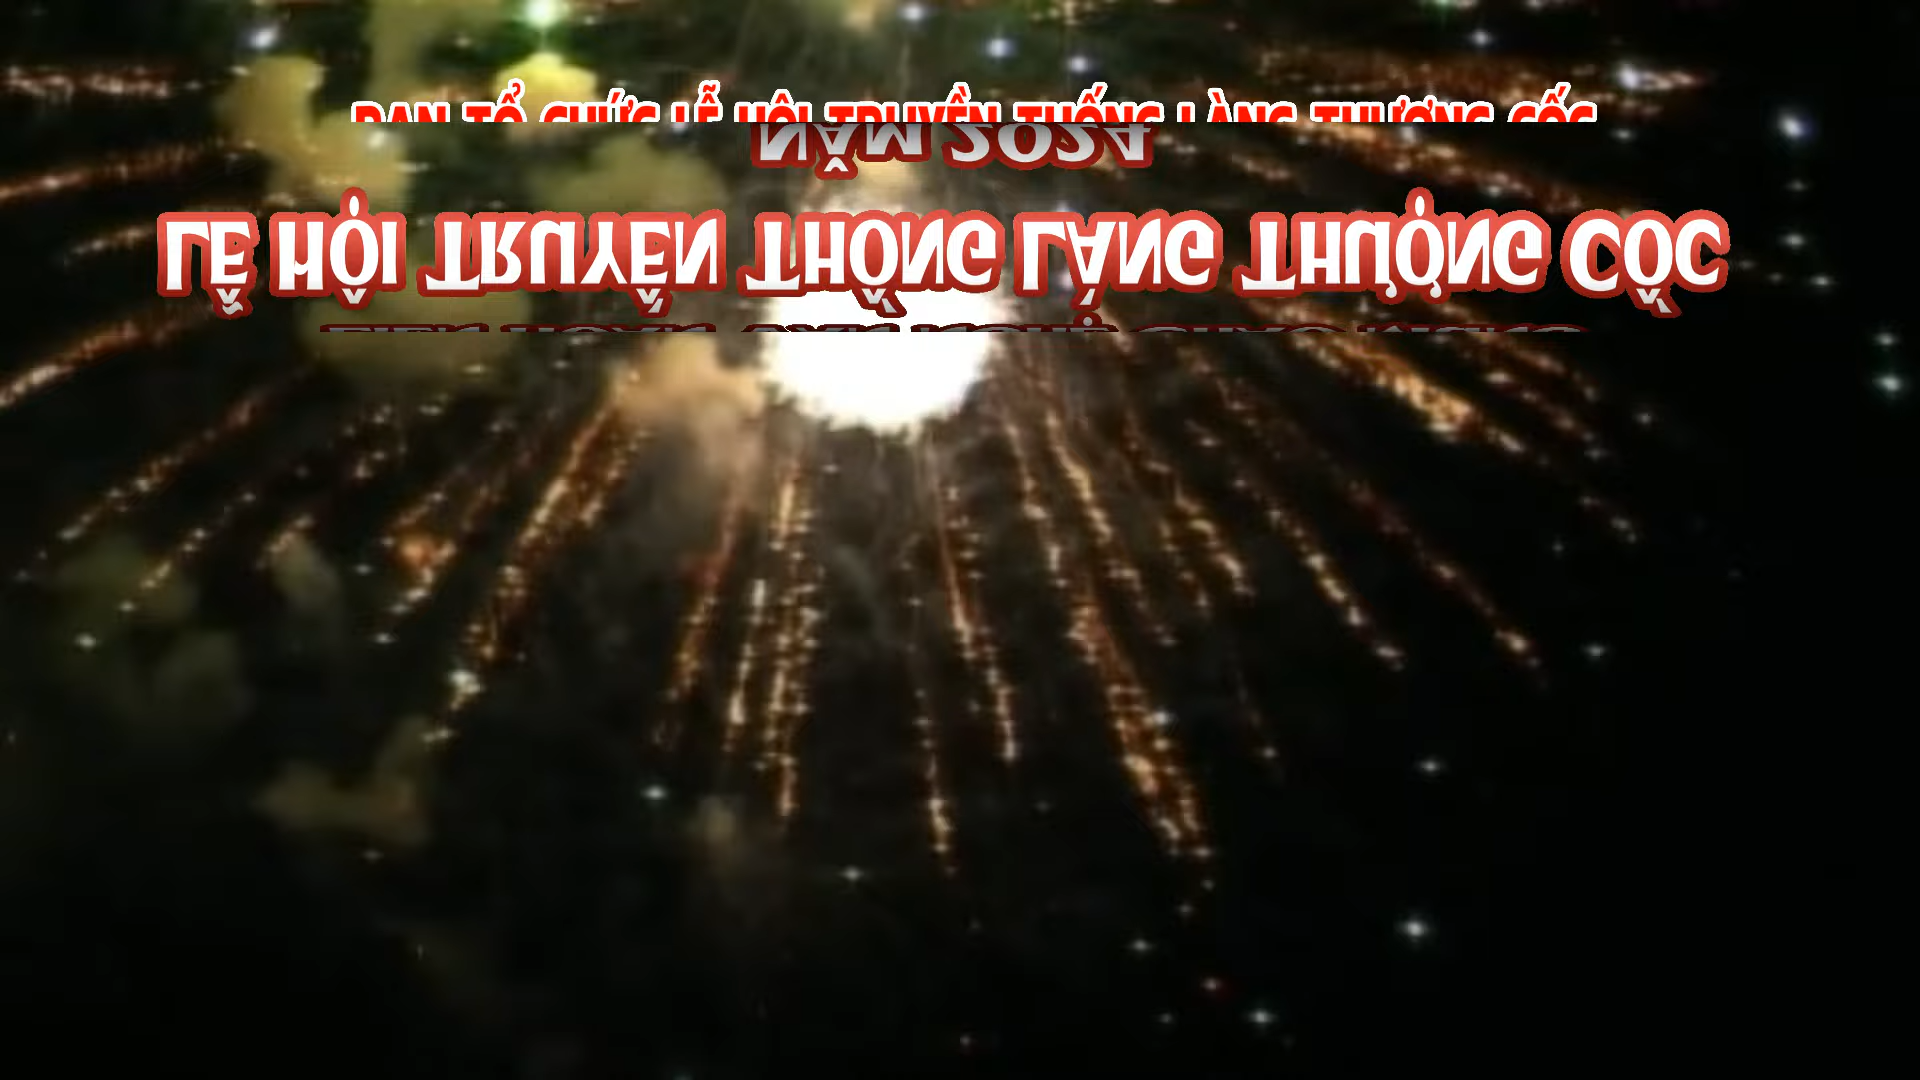 BAN TỔ CHỨC LỄ HỘI TRUYỀN THỐNG LÀNG THƯỢNG CỐC
NĂM 2024
LỄ HỘI TRUYỀN THỐNG LÀNG THƯỢNG CỐC